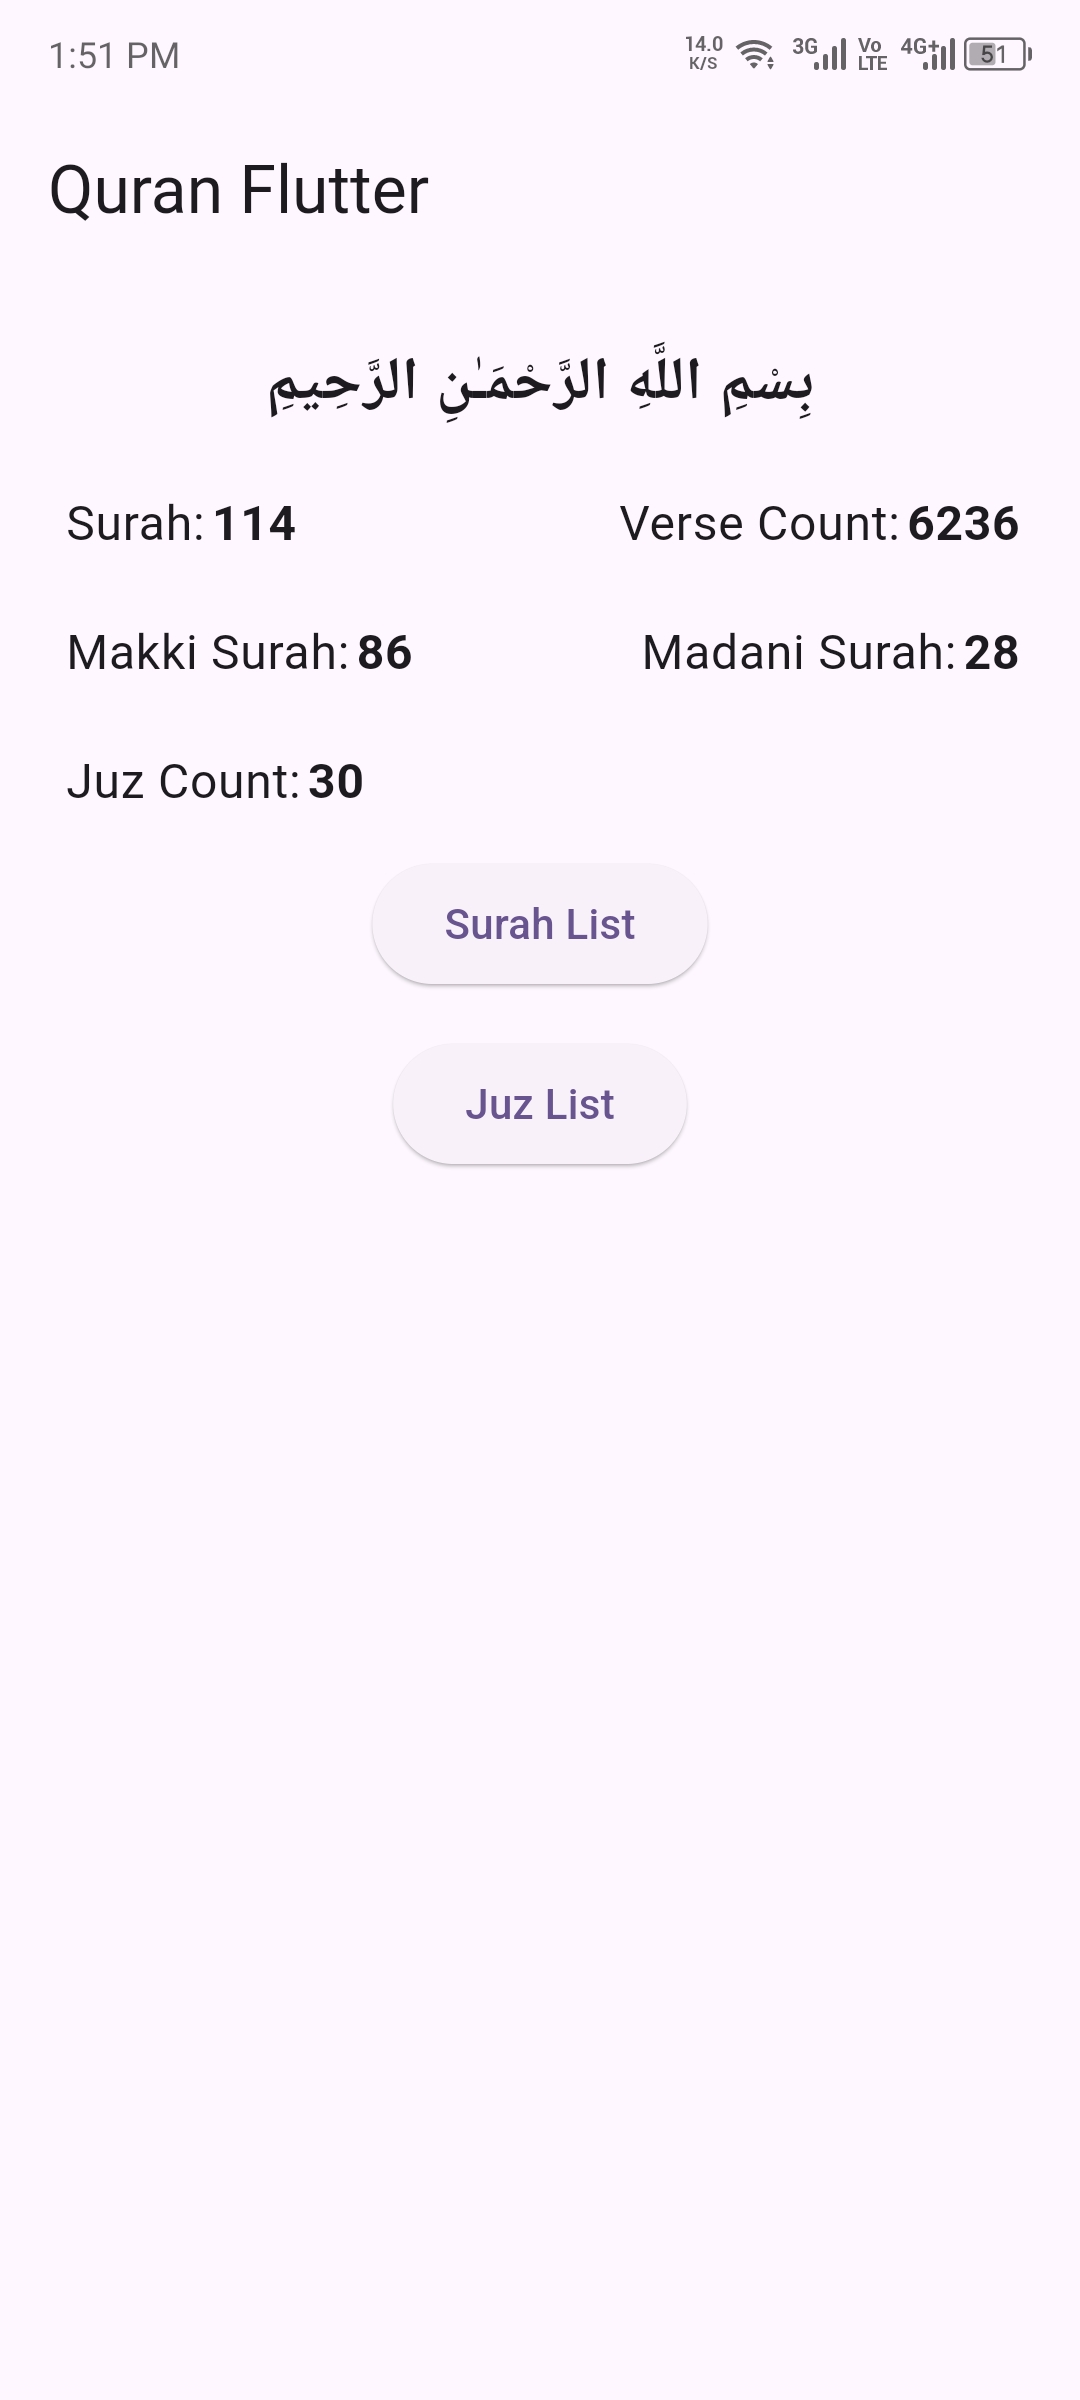 1:51 PM 14.0 K/S 3G Vo LTE 4G+ 51
Quran Flutter
بِسْمِ اللَّهِ الرَّحْمَـٰنِ الرَّحِيمِ
Surah: 114 Verse Count: 6236
Makki Surah: 86 Madani Surah: 28
Juz Count: 30
Surah List
Juz List